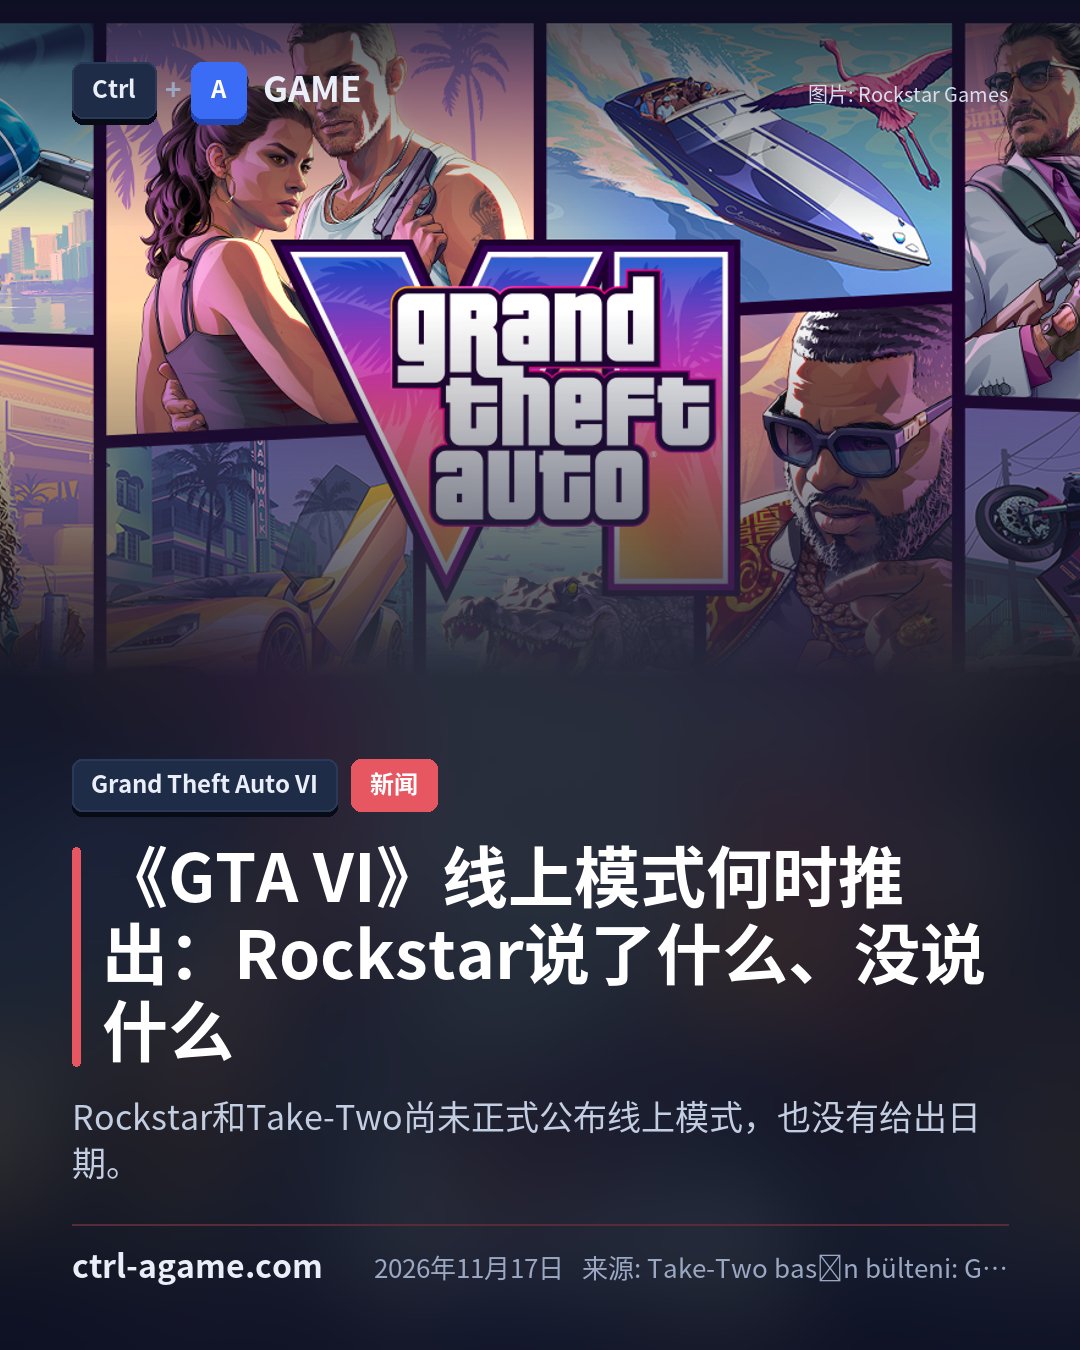 Ctrl + A GAME
图片: Rockstar Games
VI
grand
theft
auto
Grand Theft Auto VI
新闻
《GTA VI》线上模式何时推
出：Rockstar说了什么、没说
什么
Rockstar和Take-Two尚未正式公布线上模式，也没有给出日
期。
ctrl-agame.com
2026年11月17日 来源: Take-Two bas☒n bülteni: G…